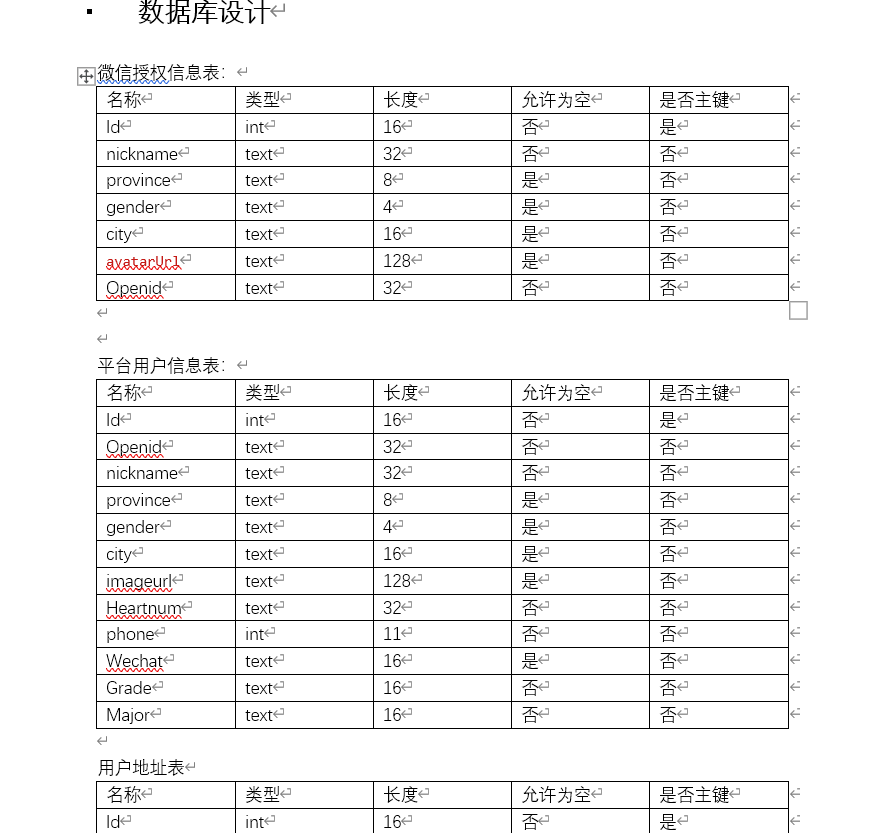 数据库设计
微信授权信息表：
名称 类型 长度 允许为空 是否主键
Id int 16 否 是
nickname text 32 否 否
province text 8 是 否
gender text 4 是 否
city text 16 是 否
avatarUrl text 128 是 否
Openid text 32 否 否
平台用户信息表：
名称 类型 长度 允许为空 是否主键
Id int 16 否 是
Openid text 32 否 否
nickname text 32 否 否
province text 8 是 否
gender text 4 是 否
city text 16 是 否
imageurl text 128 是 否
Heartnum text 32 否 否
phone int 11 否 否
Wechat text 16 是 否
Grade text 16 否 否
Major text 16 否 否
用户地址表
名称 类型 长度 允许为空 是否主键
Id int 16 否 是